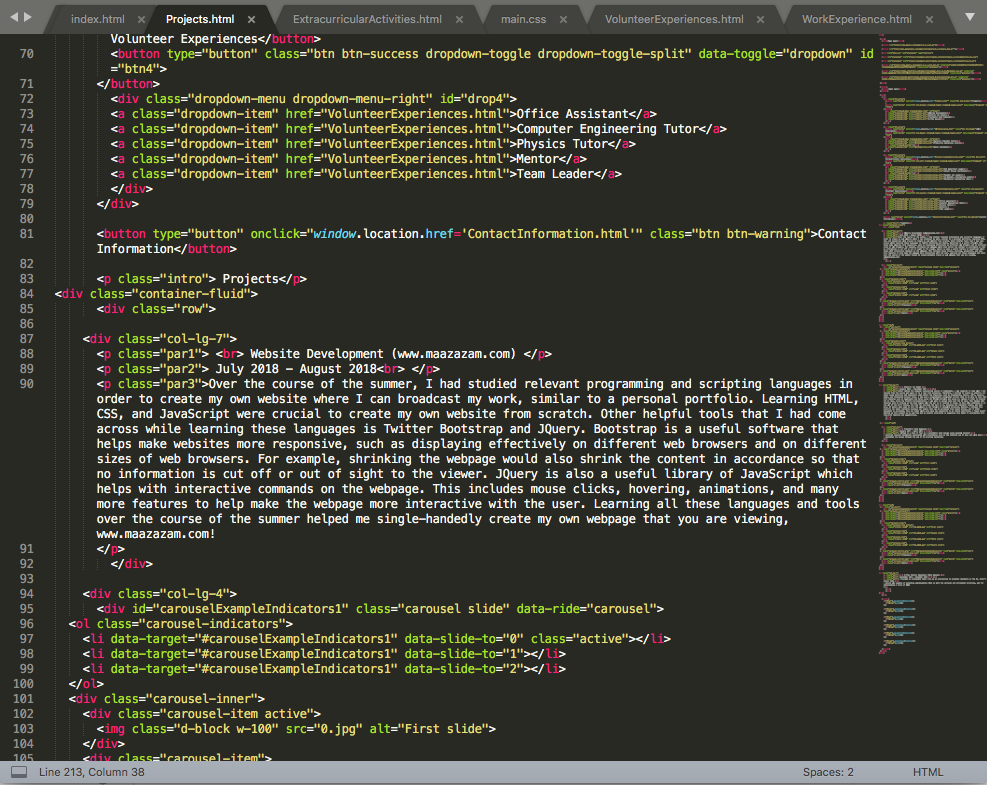 index.html × Projects.html × ExtracurricularActivities.html × main.css × VolunteerExperiences.html × WorkExperience.html ×
Volunteer Experiences</button>
70 <button type="button" class="btn btn-success dropdown-toggle dropdown-toggle-split" data-toggle="dropdown" id
="btn4">
71 </button>
72 <div class="dropdown-menu dropdown-menu-right" id="drop4">
73 <a class="dropdown-item" href="VolunteerExperiences.html">Office Assistant</a>
74 <a class="dropdown-item" href="VolunteerExperiences.html">Computer Engineering Tutor</a>
75 <a class="dropdown-item" href="VolunteerExperiences.html">Physics Tutor</a>
76 <a class="dropdown-item" href="VolunteerExperiences.html">Mentor</a>
77 <a class="dropdown-item" href="VolunteerExperiences.html">Team Leader</a>
78 </div>
79 </div>
80
81 <button type="button" onclick="window.location.href='ContactInformation.html'" class="btn btn-warning">Contact
Information</button>
82
83 <p class="intro"> Projects</p>
84 <div class="container-fluid">
85 <div class="row">
86
87 <div class="col-lg-7">
88 <p class="par1"> <br> Website Development (www.maazazam.com) </p>
89 <p class="par2"> July 2018 – August 2018<br> </p>
90 <p class="par3">Over the course of the summer, I had studied relevant programming and scripting languages in
order to create my own website where I can broadcast my work, similar to a personal portfolio. Learning HTML,
CSS, and JavaScript were crucial to create my own website from scratch. Other helpful tools that I had come
across while learning these languages is Twitter Bootstrap and JQuery. Bootstrap is a useful software that
helps make websites more responsive, such as displaying effectively on different web browsers and on different
sizes of web browsers. For example, shrinking the webpage would also shrink the content in accordance so that
no information is cut off or out of sight to the viewer. JQuery is also a useful library of JavaScript which
helps with interactive commands on the webpage. This includes mouse clicks, hovering, animations, and many
more features to help make the webpage more interactive with the user. Learning all these languages and tools
over the course of the summer helped me single-handedly create my own webpage that you are viewing,
www.maazazam.com!
91 </p>
92 </div>
93
94 <div class="col-lg-4">
95 <div id="carouselExampleIndicators1" class="carousel slide" data-ride="carousel">
96 <ol class="carousel-indicators">
97 <li data-target="#carouselExampleIndicators1" data-slide-to="0" class="active"></li>
98 <li data-target="#carouselExampleIndicators1" data-slide-to="1"></li>
99 <li data-target="#carouselExampleIndicators1" data-slide-to="2"></li>
100 </ol>
101 <div class="carousel-inner">
102 <div class="carousel-item active">
103 <img class="d-block w-100" src="0.jpg" alt="First slide">
104 </div>
105 <div class="carousel-item">
Line 213, Column 38 Spaces: 2 HTML